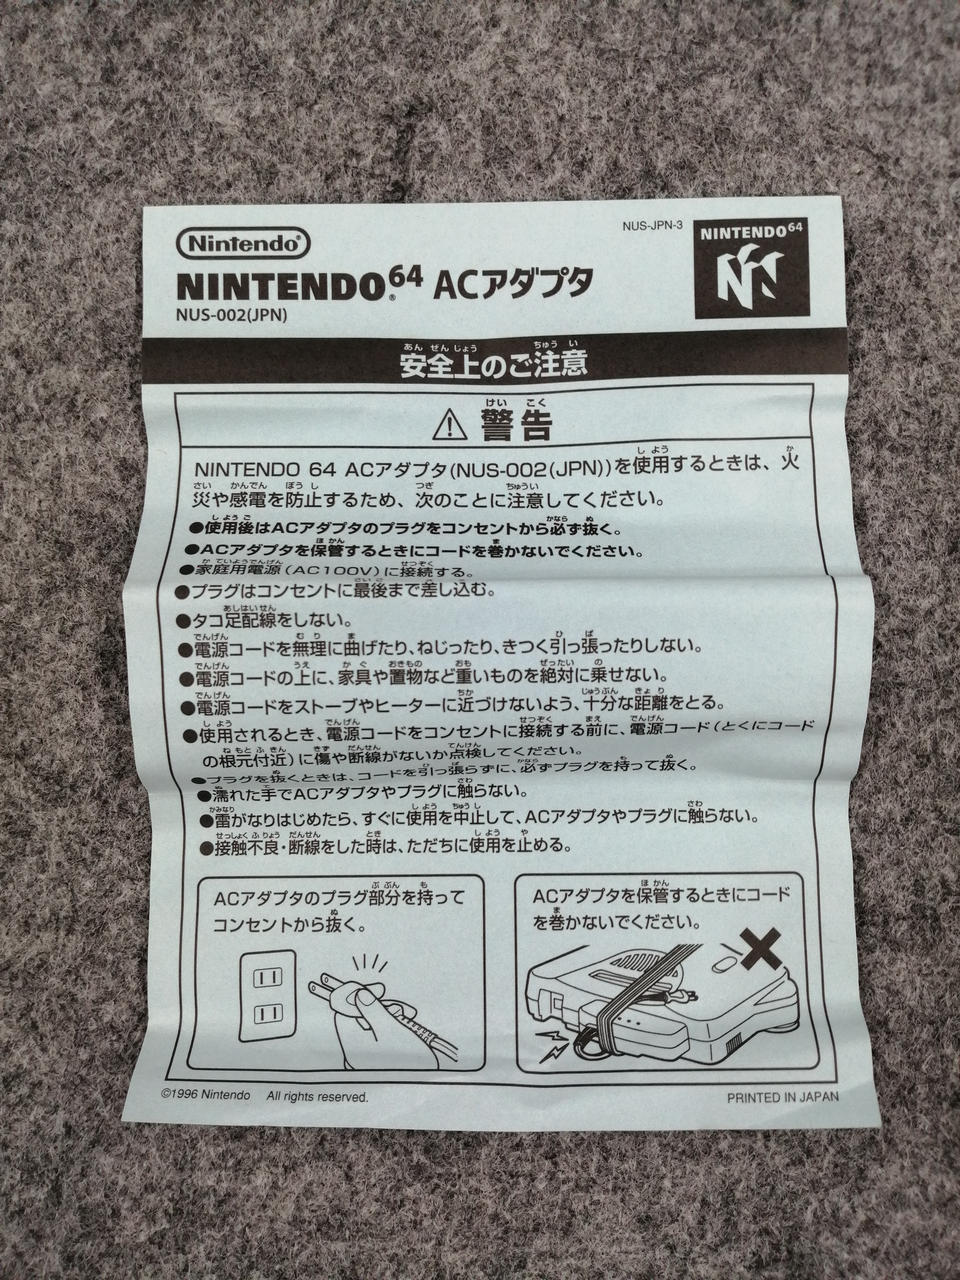 Nintendo®
NUS-JPN-3
NINTENDO64® ACアダプタ
NUS-002(JPN)
NINTENDO64
安全上のご注意
警告
NINTENDO 64 ACアダプタ(NUS-002(JPN))を使用するときは、火
災や感電を防止するため、次のことに注意してください。
●使用後はACアダプタのプラグをコンセントから必ず抜く。
●ACアダプタを保管するときにコードを巻かないでください。
●家庭用電源(AC100V)に接続する。
●プラグはコンセントに最後まで差し込む。
●タコ足配線をしない。
●電源コードを無理に曲げたり、ねじったり、きつく引っ張ったりしない。
●電源コードの上に、家具や置物など重いものを絶対に乗せない。
●電源コードをストーブやヒーターに近づけないよう、十分な距離をとる。
●使用されるとき、電源コードをコンセントに接続する前に、電源コード(とくにコード
の根元付近)に傷や断線がないか点検してください。
●プラグを抜くときは、コードを引っ張らずに、必ずプラグを持って抜く。
●濡れた手でACアダプタやプラグに触らない。
●雷がなりはじめたら、すぐに使用を中止して、ACアダプタやプラグに触らない。
●接触不良・断線をした時は、ただちに使用を止める。
ACアダプタのプラグ部分を持って
コンセントから抜く。
ACアダプタを保管するときにコード
を巻かないでください。
©1996 Nintendo All rights reserved.
PRINTED IN JAPAN